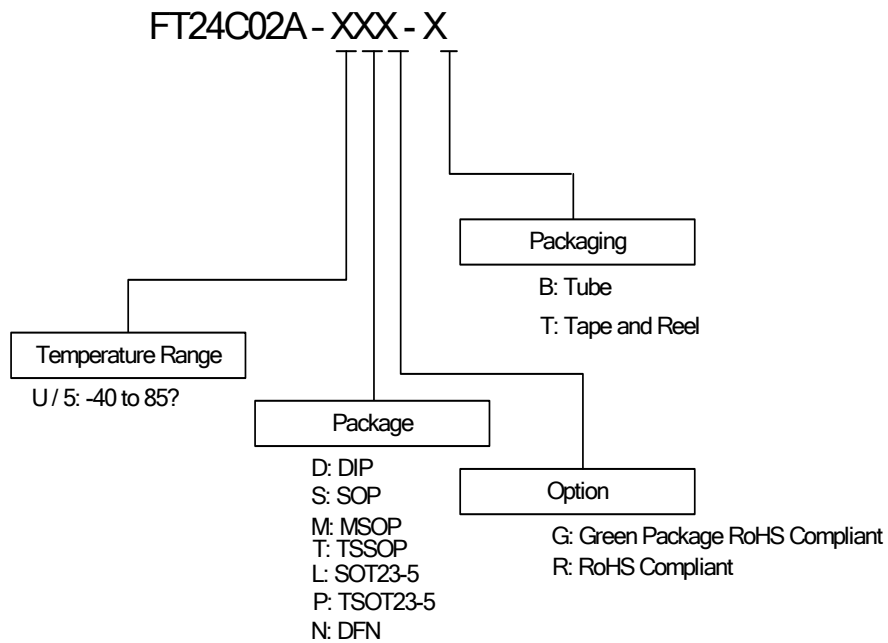 FT24C02A - XXX - X
Packaging
B: Tube
T: Tape and Reel
Temperature Range
U / 5: -40 to 85?
Package
D: DIP
S: SOP
M: MSOP
T: TSSOP
L: SOT23-5
P: TSOT23-5
N: DFN
Option
G: Green Package RoHS Compliant
R: RoHS Compliant